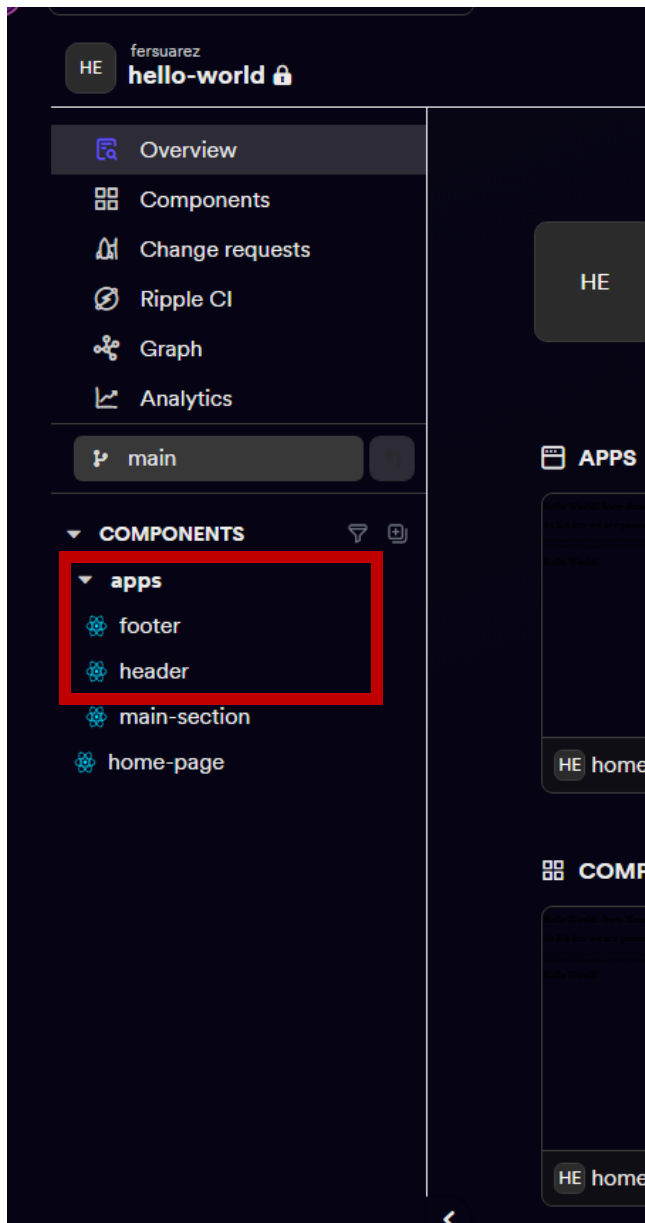 fersuarez
HE hello-world
Overview
Components
Change requests
Ripple CI
Graph
Analytics
main
COMPONENTS
apps
footer
header
main-section
home-page
HE
APPS
HE home
COMP
HE home